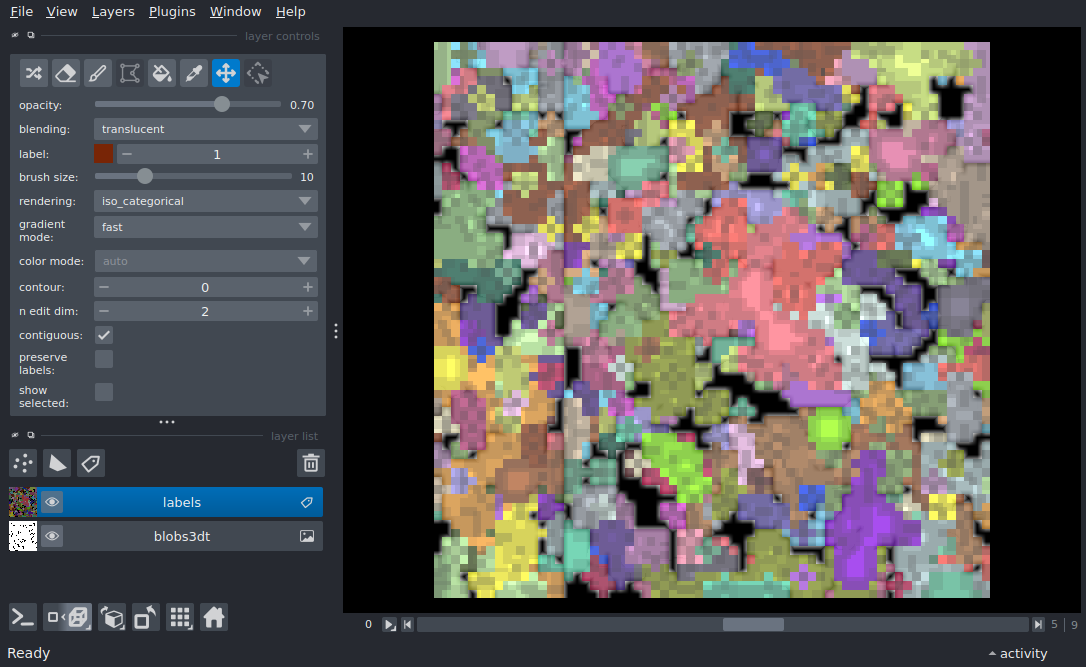 File View Layers Plugins Window Help
layer controls
opacity: 0.70
blending: translucent
label: 1
brush size: 10
rendering: iso_categorical
gradient
mode: fast
color mode: auto
contour: 0
n edit dim: 2
contiguous:
preserve
labels:
show
selected:
layer list
labels
blobs3dt
0 5 9
Ready activity